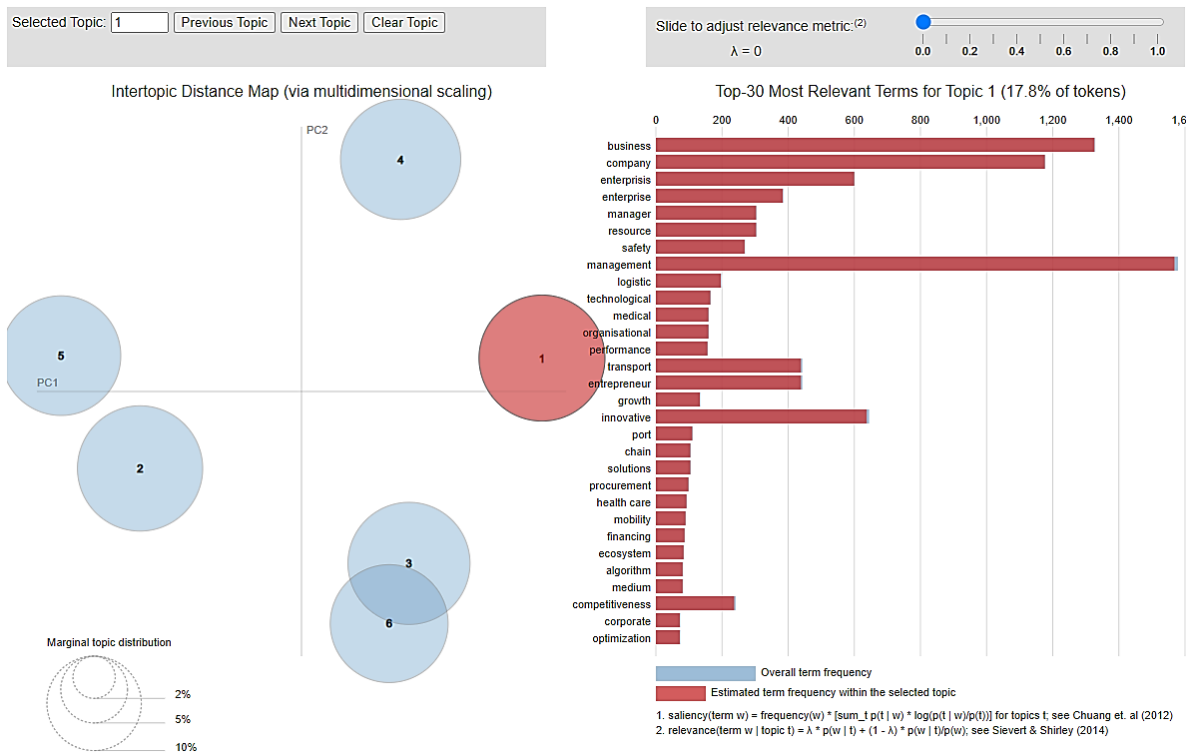 Selected Topic: 1 Previous Topic Next Topic Clear Topic
Slide to adjust relevance metric:(2)
λ = 0
0.0 0.2 0.4 0.6 0.8 1.0
Intertopic Distance Map (via multidimensional scaling)
PC2
PC1
4
5
1
2
3
6
Marginal topic distribution
2%
5%
10%
Top-30 Most Relevant Terms for Topic 1 (17.8% of tokens)
0 200 400 600 800 1,000 1,200 1,400 1,6
business
company
enterprisis
enterprise
manager
resource
safety
management
logistic
technological
medical
organisational
performance
transport
entrepreneur
growth
innovative
port
chain
solutions
procurement
health care
mobility
financing
ecosystem
algorithm
medium
competitiveness
corporate
optimization
Overall term frequency
Estimated term frequency within the selected topic
1. saliency(term w) = frequency(w) * [sum_t p(t | w) * log(p(t | w)/p(t))] for topics t; see Chuang et. al (2012)
2. relevance(term w | topic t) = λ * p(w | t) + (1 - λ) * p(w | t)/p(w); see Sievert & Shirley (2014)